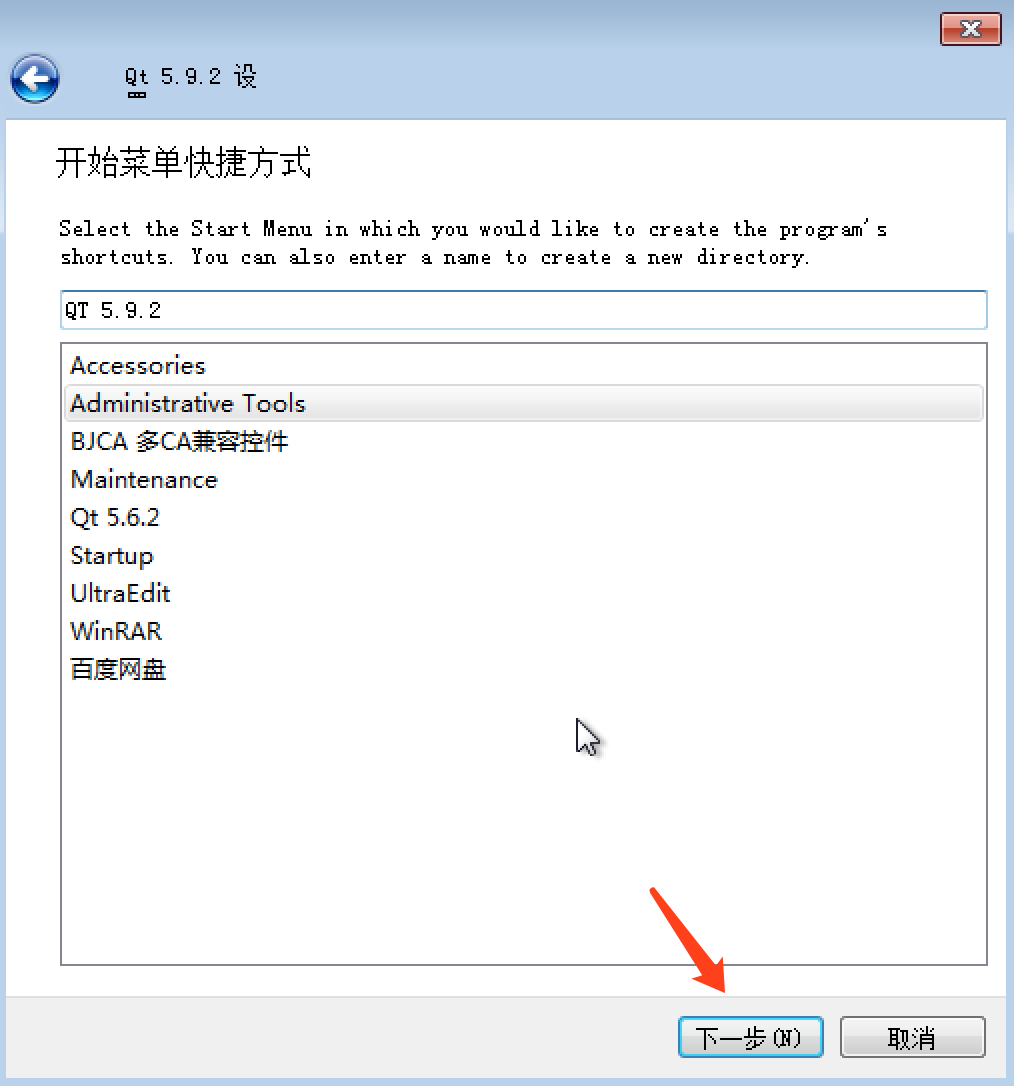 Qt 5.9.2 设
开始菜单快捷方式
Select the Start Menu in which you would like to create the program's
shortcuts. You can also enter a name to create a new directory.
QT 5.9.2
Accessories
Administrative Tools
BJCA 多CA兼容控件
Maintenance
Qt 5.6.2
Startup
UltraEdit
WinRAR
百度网盘
下一步(N) 取消